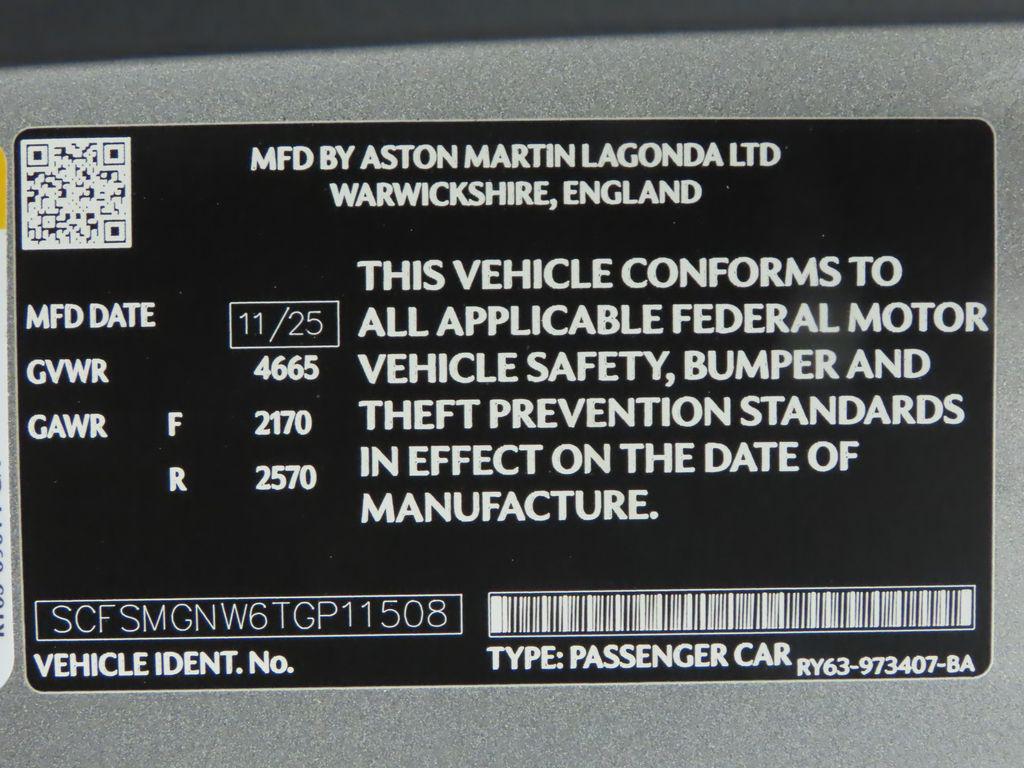 MFD BY ASTON MARTIN LAGONDA LTD
WARWICKSHIRE, ENGLAND
THIS VEHICLE CONFORMS TO
ALL APPLICABLE FEDERAL MOTOR
VEHICLE SAFETY, BUMPER AND
THEFT PREVENTION STANDARDS
IN EFFECT ON THE DATE OF
MANUFACTURE.
MFD DATE 11/25
GVWR 4665
GAWR F 2170
R 2570
SCFSMGNW6TGP11508
VEHICLE IDENT. No.
TYPE: PASSENGER CAR
RY63-973407-BA